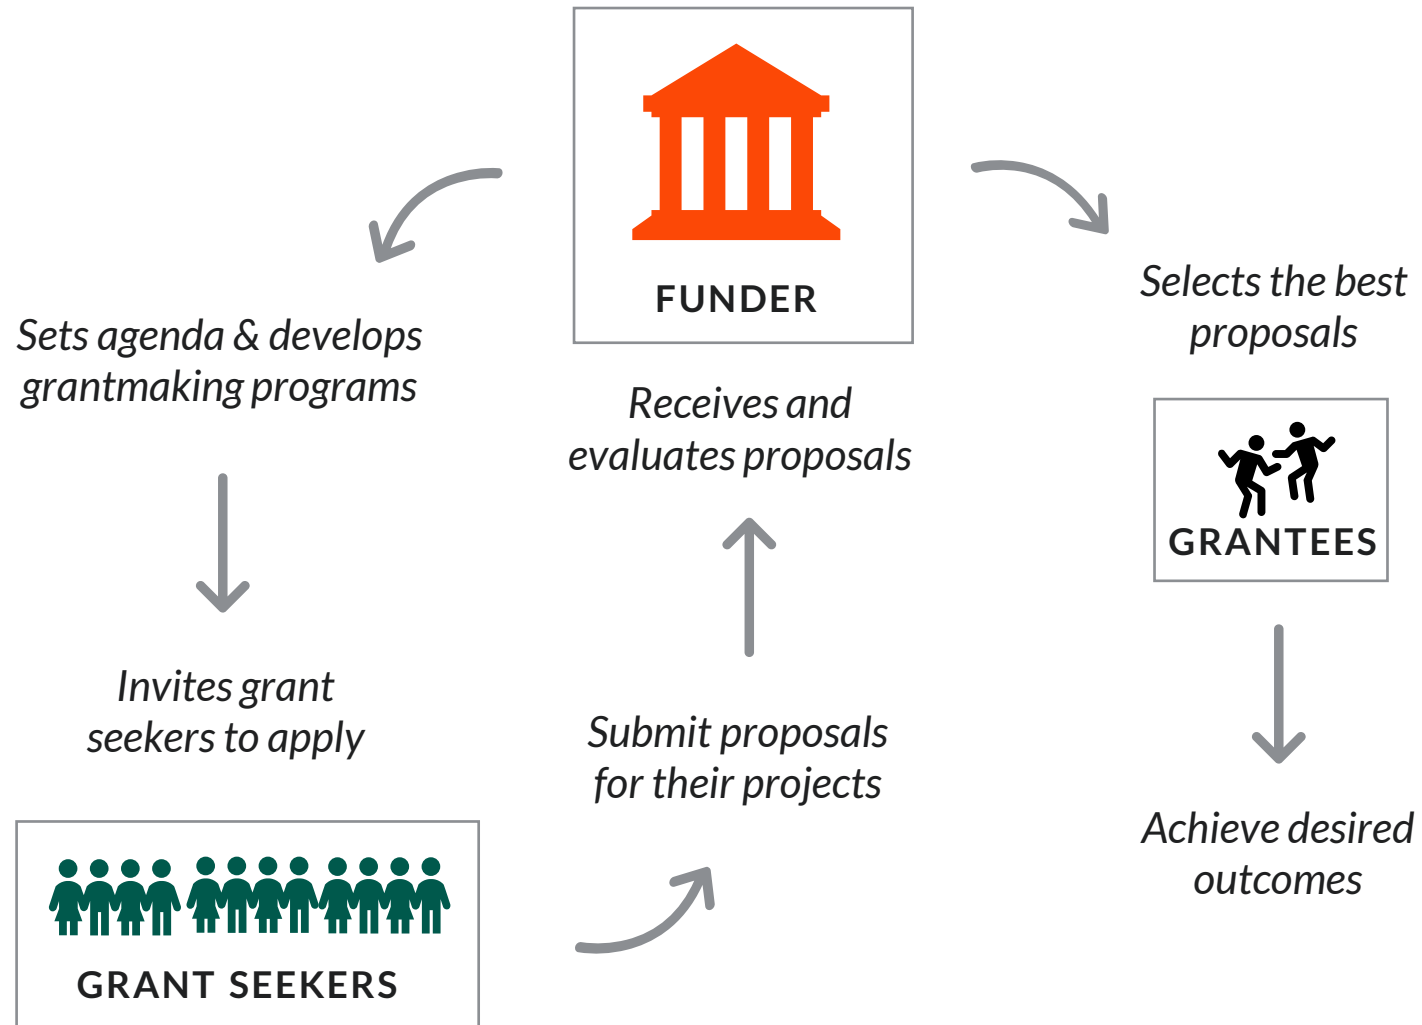 FUNDER
Sets agenda & develops
grantmaking programs
Invites grant
seekers to apply
GRANT SEEKERS
Submit proposals
for their projects
Receives and
evaluates proposals
Selects the best
proposals
GRANTEES
Achieve desired
outcomes